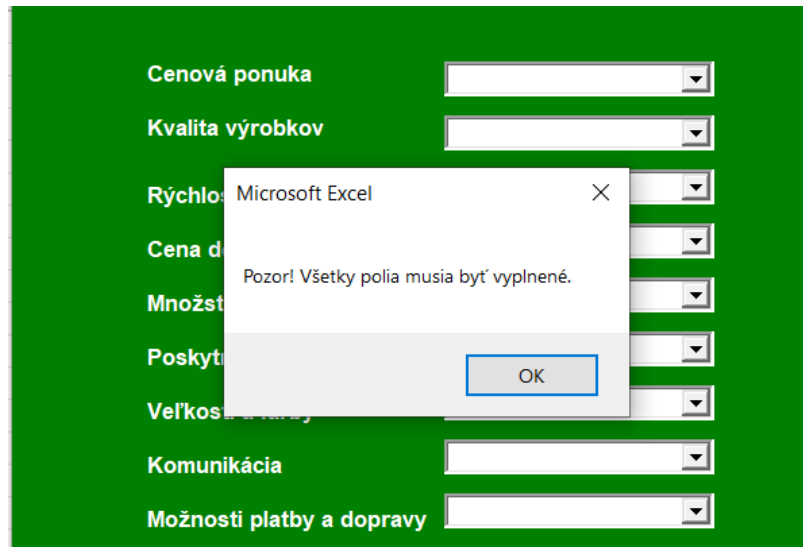 Cenová ponuka
Kvalita výrobkov
Microsoft Excel
Pozor! Všetky polia musia byť vyplnené.
OK
Komunikácia
Možnosti platby a dopravy